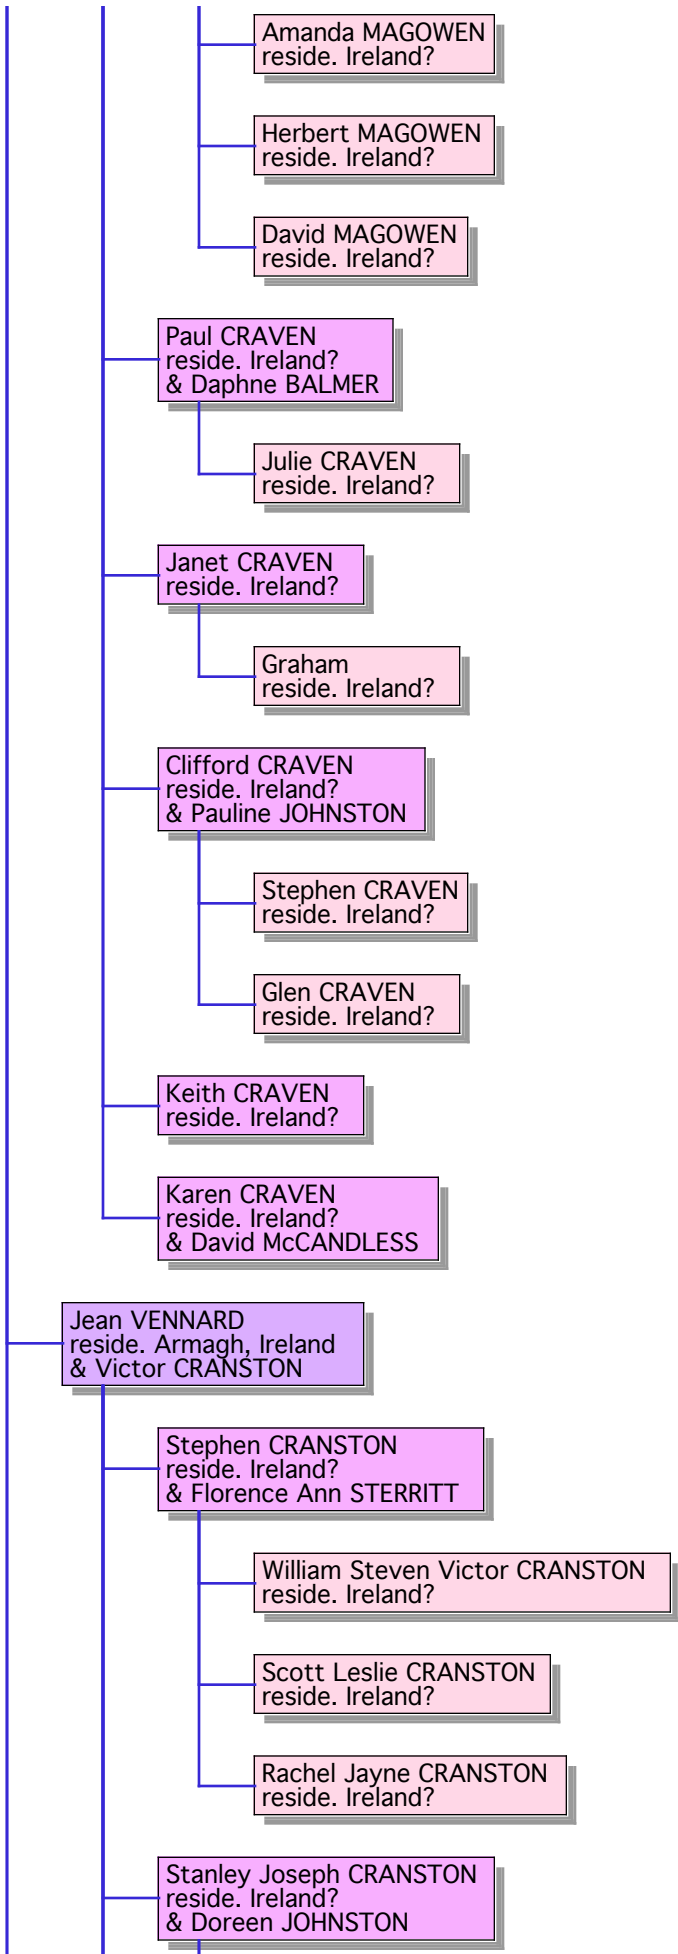 Amanda MAGOWEN
reside. Ireland?
Herbert MAGOWEN
reside. Ireland?
David MAGOWEN
reside. Ireland?
Paul CRAVEN
reside. Ireland?
& Daphne BALMER
Julie CRAVEN
reside. Ireland?
Janet CRAVEN
reside. Ireland?
Graham
reside. Ireland?
Clifford CRAVEN
reside. Ireland?
& Pauline JOHNSTON
Stephen CRAVEN
reside. Ireland?
Glen CRAVEN
reside. Ireland?
Keith CRAVEN
reside. Ireland?
Karen CRAVEN
reside. Ireland?
& David McCANDLESS
Jean VENNARD
reside. Armagh, Ireland
& Victor CRANSTON
Stephen CRANSTON
reside. Ireland?
& Florence Ann STERRITT
William Steven Victor CRANSTON
reside. Ireland?
Scott Leslie CRANSTON
reside. Ireland?
Rachel Jayne CRANSTON
reside. Ireland?
Stanley Joseph CRANSTON
reside. Ireland?
& Doreen JOHNSTON